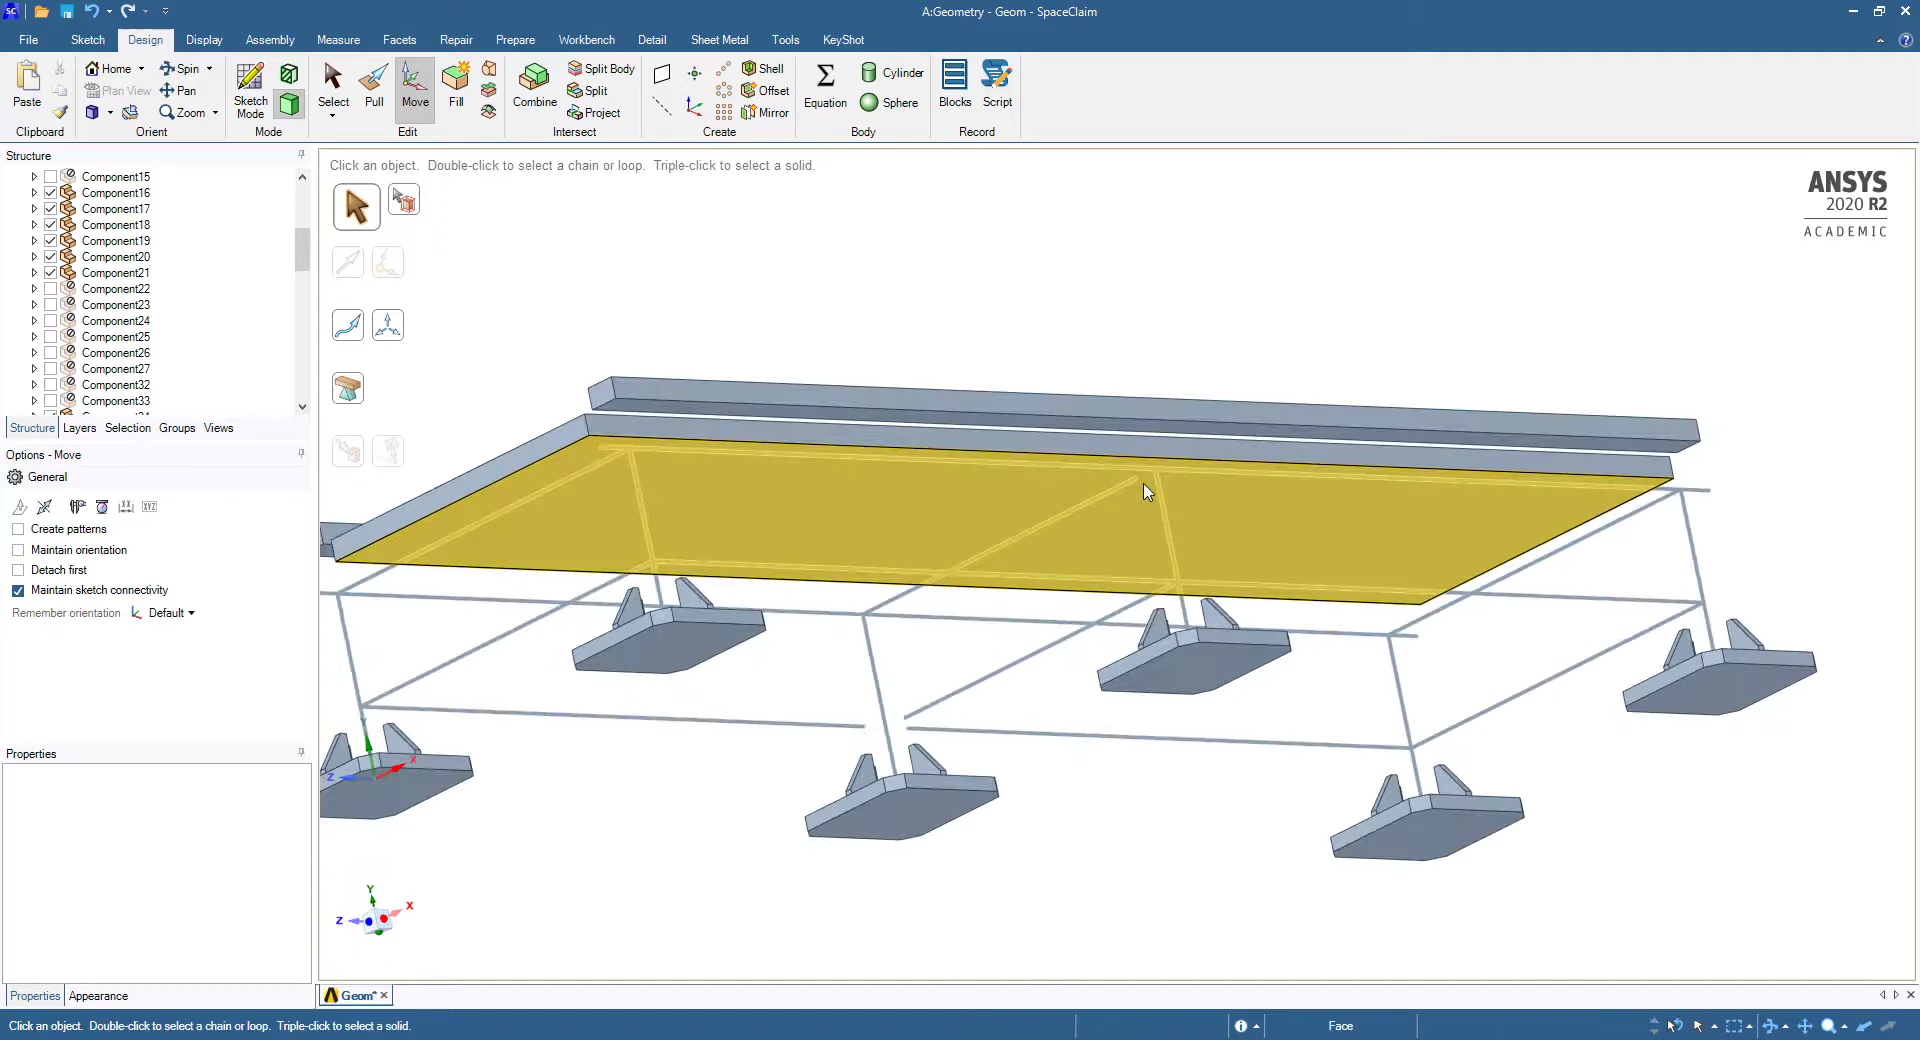 SC
A:Geometry - Geom - SpaceClaim
File Sketch Design Display Assembly Measure Facets Repair Prepare Workbench Detail Sheet Metal Tools KeyShot
Paste
Clipboard
Home
Spin
Plan View
Pan
Zoom
Orient
Sketch
Mode
Mode
Select
Pull
Move
Fill
Edit
Combine
Split Body
Split
Project
Intersect
Shell
Offset
Mirror
Create
Equation
Cylinder
Sphere
Body
Blocks
Script
Record
Structure
Component15
Component16
Component17
Component18
Component19
Component20
Component21
Component22
Component23
Component24
Component25
Component26
Component27
Component32
Component33
Structure Layers Selection Groups Views
Options - Move
General
XYZ
Create patterns
Maintain orientation
Detach first
Maintain sketch connectivity
Remember orientation Default
Properties
Properties Appearance
Click an object. Double-click to select a chain or loop. Triple-click to select a solid.
ANSYS
2020 R2
ACADEMIC
Y
X
Z
Y
X
Z
Geom*
Click an object. Double-click to select a chain or loop. Triple-click to select a solid.
Face